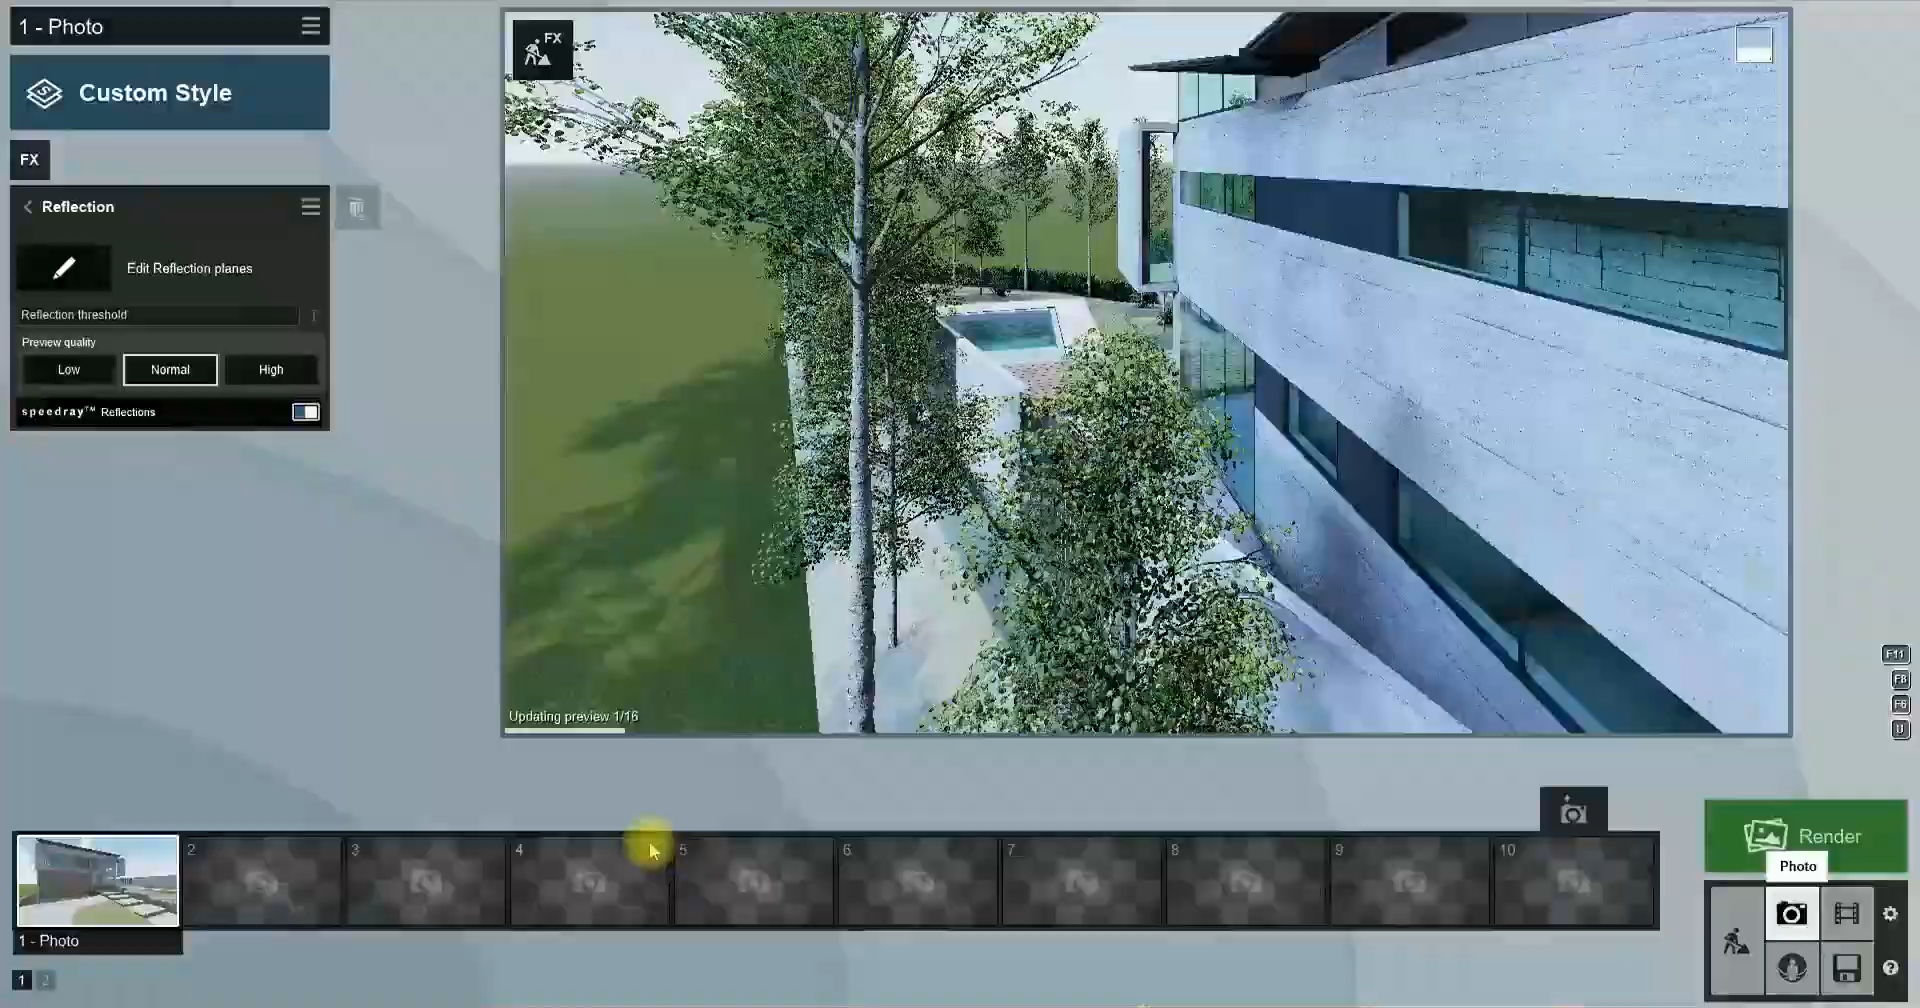 1 - Photo
Custom Style
FX
Reflection
Edit Reflection planes
Reflection threshold
Preview quality
Low
Normal
High
speedray™ Reflections
FX
Updating preview 1/16
F11
F8
F6
U
Render
Photo
2
3
4
5
6
7
8
9
10
1 - Photo
1
2
?